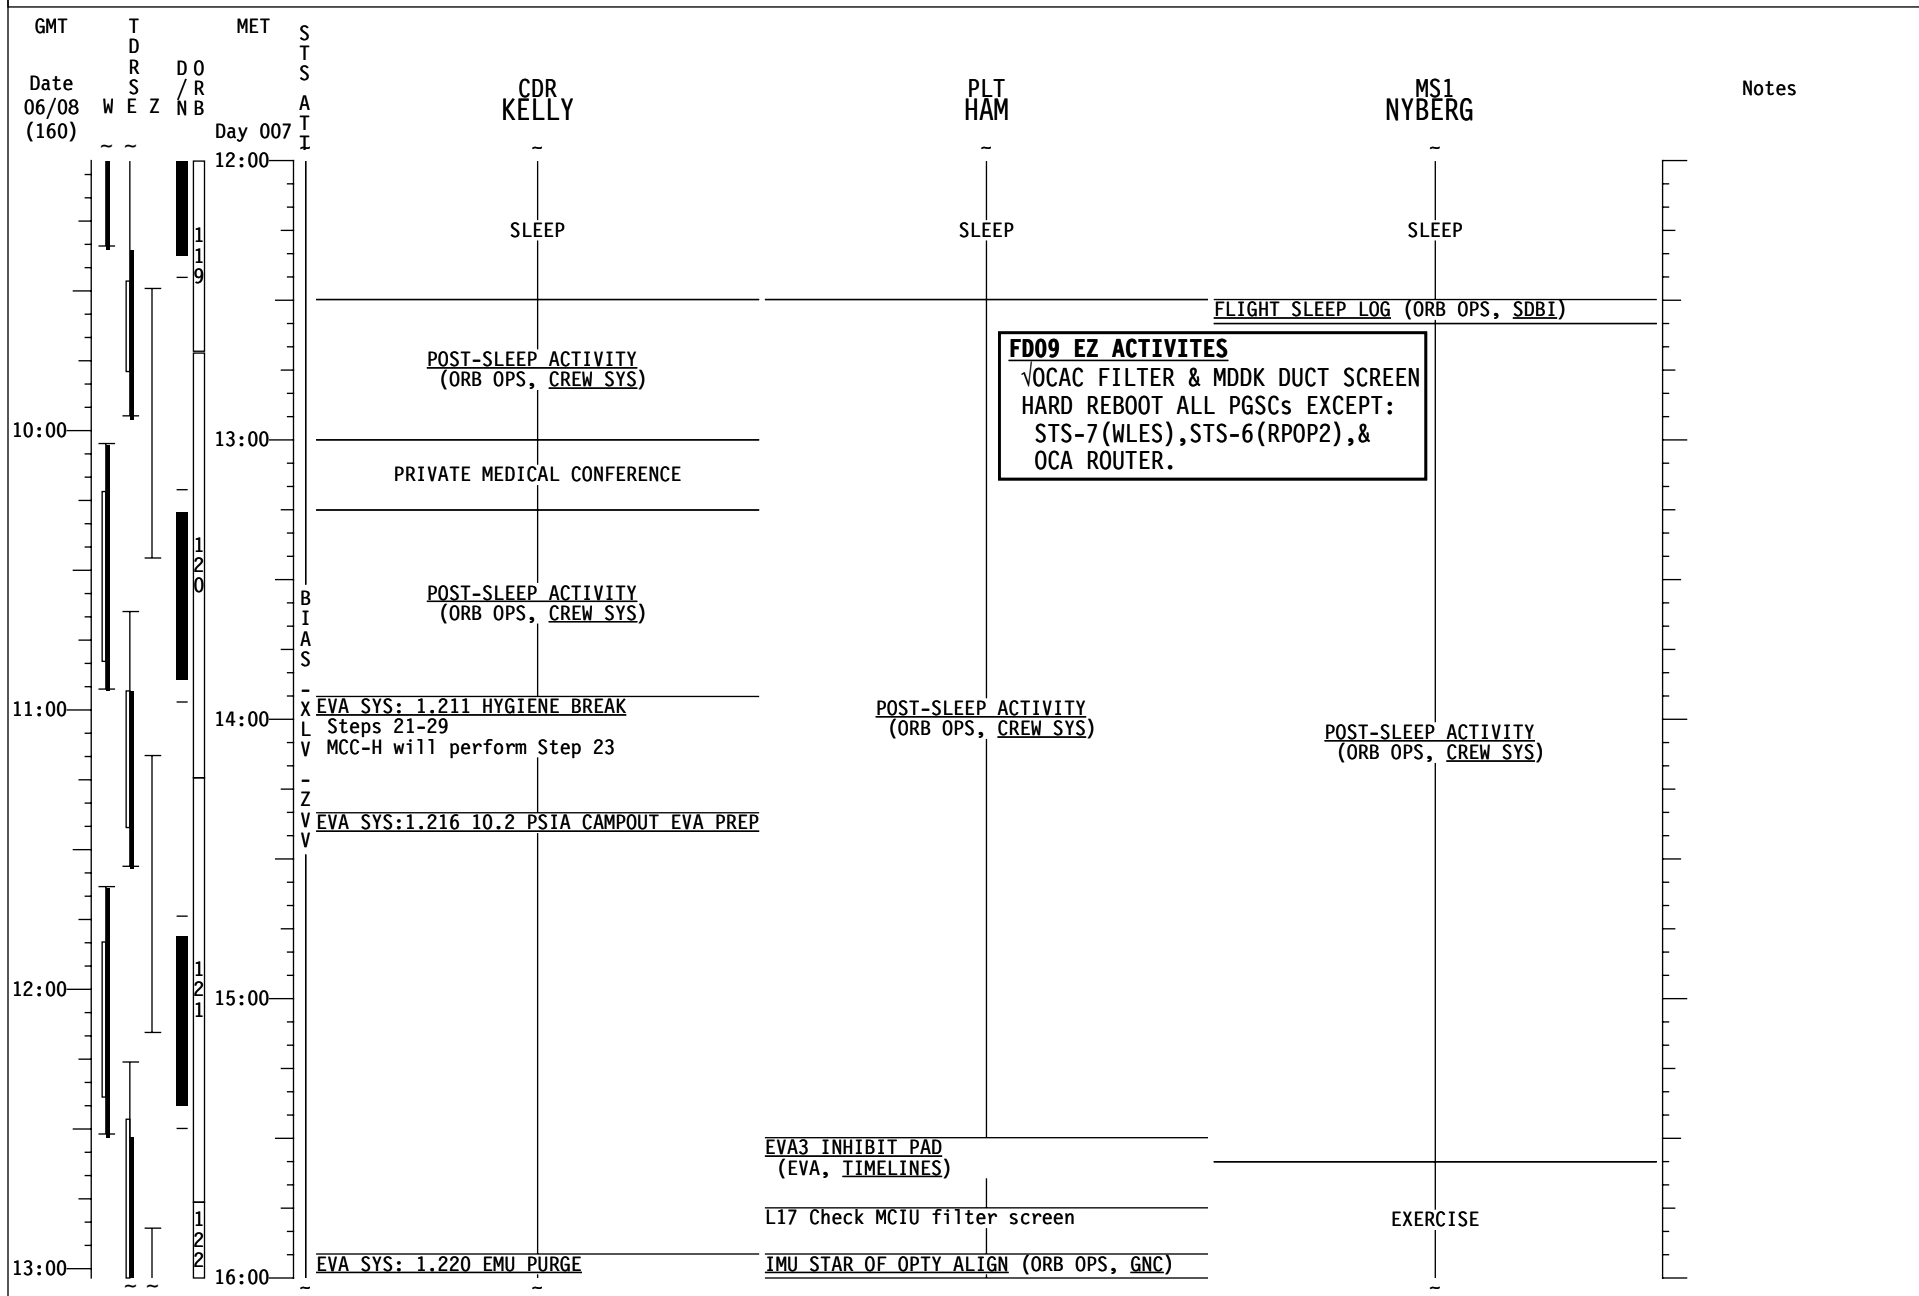 GMT
Date
06/08
(160)
TDRS
W E Z
D/N
ORB
MET
Day 007
STS ATT
CDR
KELLY
PLT
HAM
MS1
NYBERG
Notes
~ ~ ~ ~ ~ ~
12:00
13:00
14:00
15:00
16:00
10:00
11:00
12:00
13:00
119
120
121
122
BIAS -XLV -ZVV
SLEEP
POST-SLEEP ACTIVITY
(ORB OPS, CREW SYS)
PRIVATE MEDICAL CONFERENCE
POST-SLEEP ACTIVITY
(ORB OPS, CREW SYS)
EVA SYS: 1.211 HYGIENE BREAK
Steps 21-29
MCC-H will perform Step 23
EVA SYS:1.216 10.2 PSIA CAMPOUT EVA PREP
EVA SYS: 1.220 EMU PURGE
SLEEP
POST-SLEEP ACTIVITY
(ORB OPS, CREW SYS)
EVA3 INHIBIT PAD
(EVA, TIMELINES)
L17 Check MCIU filter screen
IMU STAR OF OPTY ALIGN (ORB OPS, GNC)
SLEEP
FLIGHT SLEEP LOG (ORB OPS, SDBI)
FD09 EZ ACTIVITES
√OCAC FILTER & MDDK DUCT SCREEN
HARD REBOOT ALL PGSCs EXCEPT:
STS-7(WLES),STS-6(RPOP2),&
OCA ROUTER.
POST-SLEEP ACTIVITY
(ORB OPS, CREW SYS)
EXERCISE
~ ~ ~ ~ ~